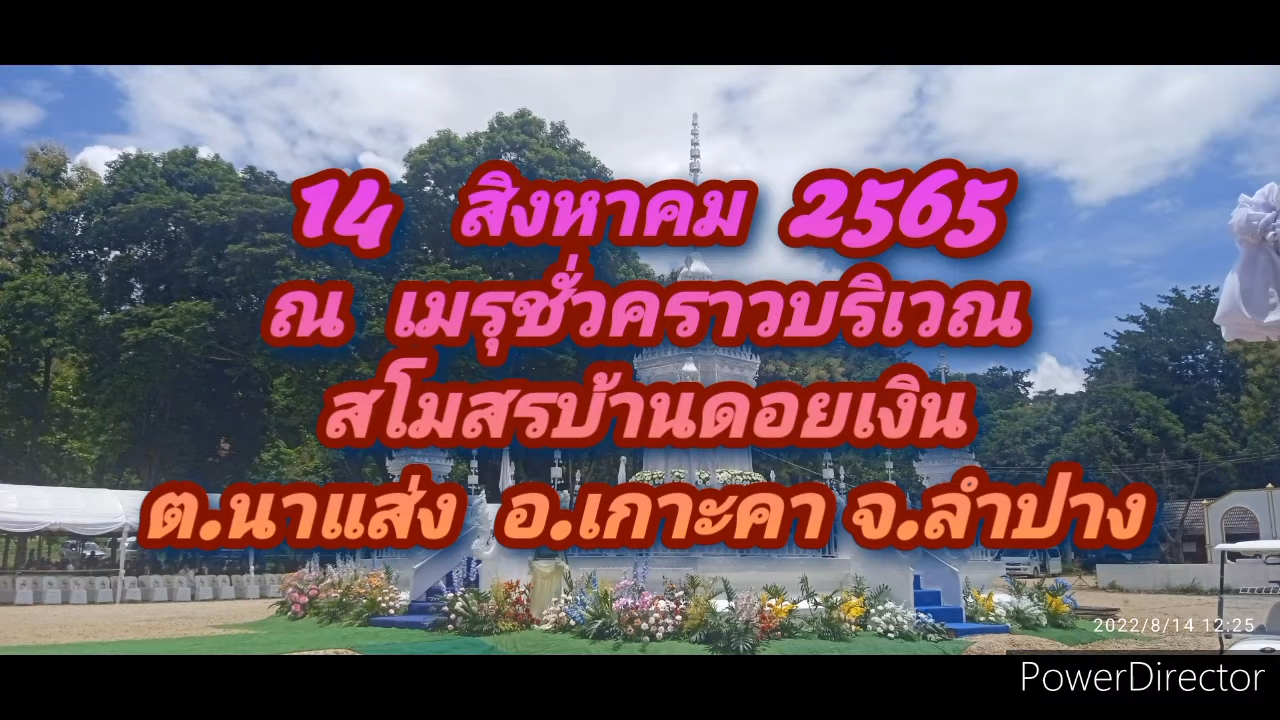 14 สิงหาคม 2565
ณ เมรุชั่วคราวบริเวณ
สโมสรบ้านดอยเงิน
ต.นาแส่ง อ.เกาะคา จ.ลำปาง
2022/8/14 12:25
PowerDirector